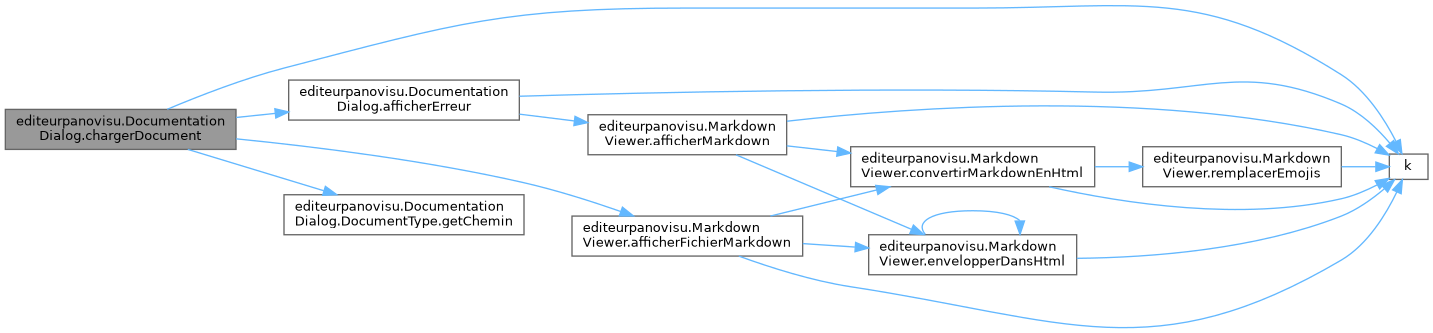 editeurpanovisu.Documentation
Dialog.chargerDocument
editeurpanovisu.Documentation
Dialog.afficherErreur
editeurpanovisu.Documentation
Dialog.DocumentType.getChemin
editeurpanovisu.Markdown
Viewer.afficherMarkdown
editeurpanovisu.Markdown
Viewer.afficherFichierMarkdown
editeurpanovisu.Markdown
Viewer.convertirMarkdownEnHtml
editeurpanovisu.Markdown
Viewer.envelopperDansHtml
editeurpanovisu.Markdown
Viewer.remplacerEmojis
k